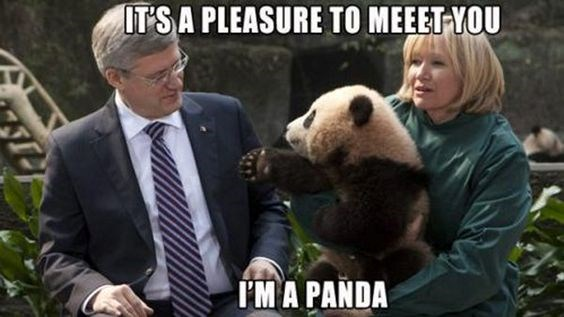 IT'S A PLEASURE TO MEEET YOU
I'M A PANDA